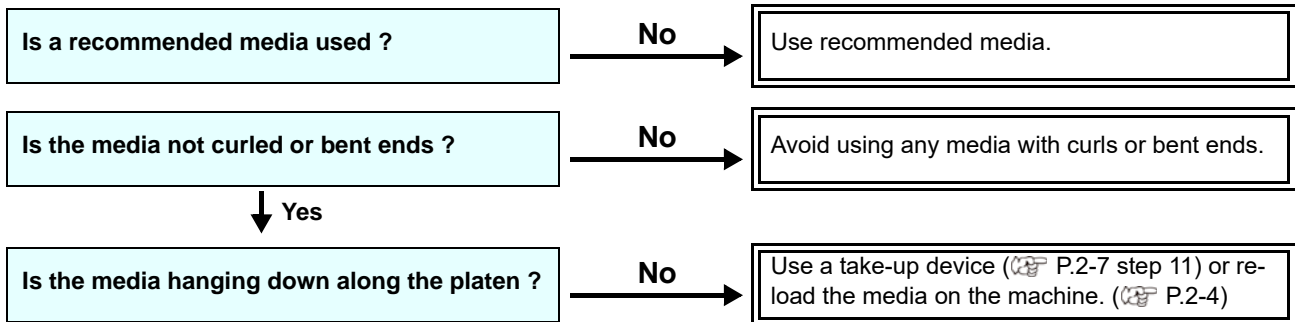 Is a recommended media used ?
No
Use recommended media.
Is the media not curled or bent ends ?
No
Avoid using any media with curls or bent ends.
Yes
Is the media hanging down along the platen ?
No
Use a take-up device ( P.2-7 step 11) or re-
load the media on the machine. ( P.2-4)